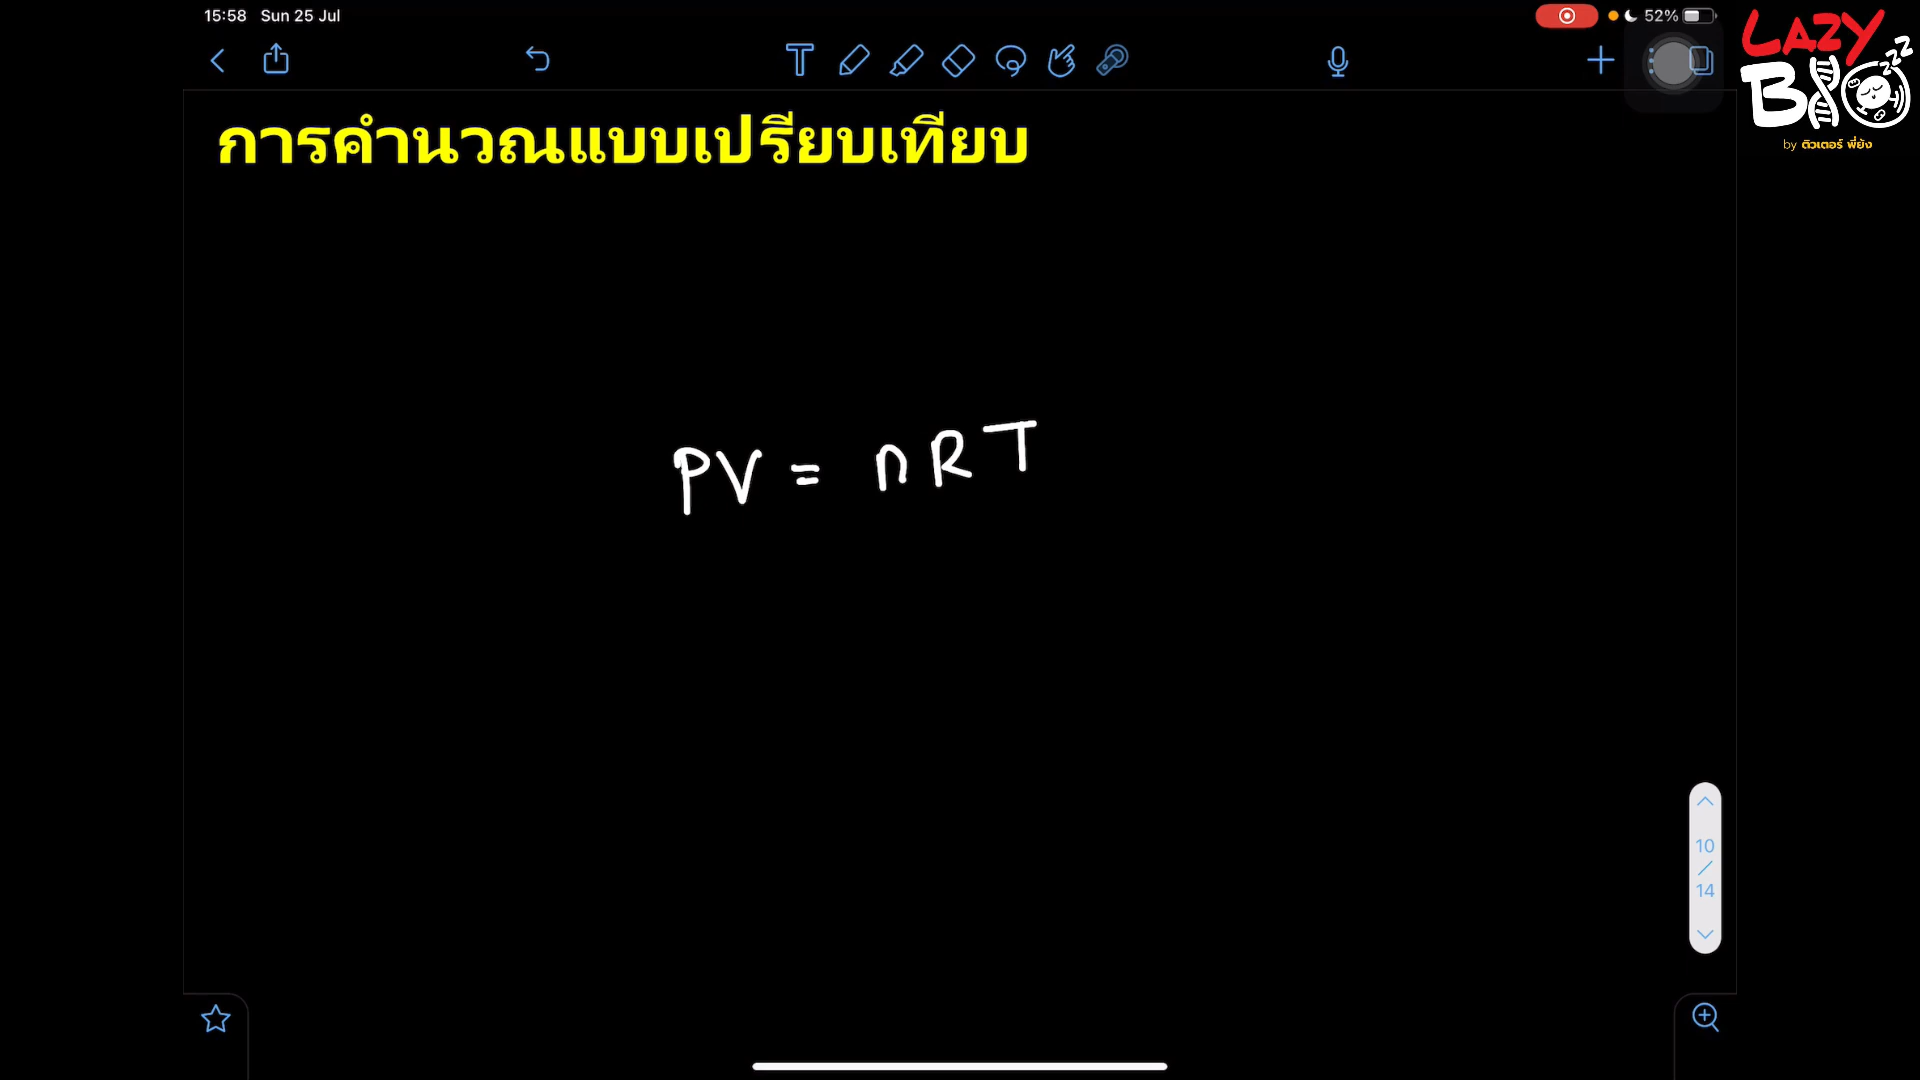 15:58 Sun 25 Jul
52%
LAZY
BIO
zzz
by ติวเตอร์ พี่ยัง
การคำนวณแบบเปรียบเทียบ
PV = nRT
10
/
14